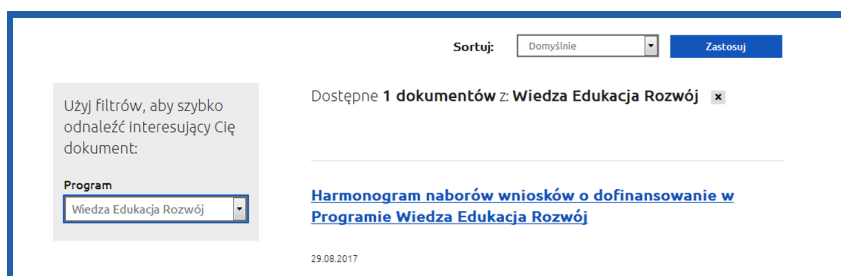 Sortuj: Domyślnie Zastosuj
Użyj filtrów, aby szybko
odnaleźć interesujący Cię
dokument:
Program
Wiedza Edukacja Rozwój
Dostępne 1 dokumentów z: Wiedza Edukacja Rozwój x
Harmonogram naborów wniosków o dofinansowanie w
Programie Wiedza Edukacja Rozwój
29.08.2017